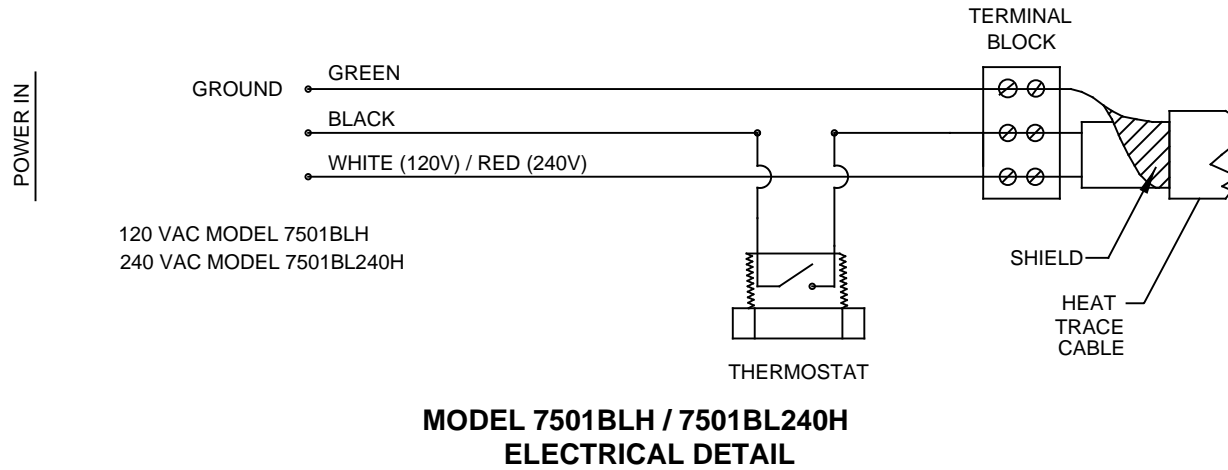 TERMINAL
BLOCK
POWER IN
GROUND
GREEN
BLACK
WHITE (120V) / RED (240V)
120 VAC MODEL 7501BLH
240 VAC MODEL 7501BL240H
SHIELD
HEAT
TRACE
CABLE
THERMOSTAT
MODEL 7501BLH / 7501BL240H
ELECTRICAL DETAIL